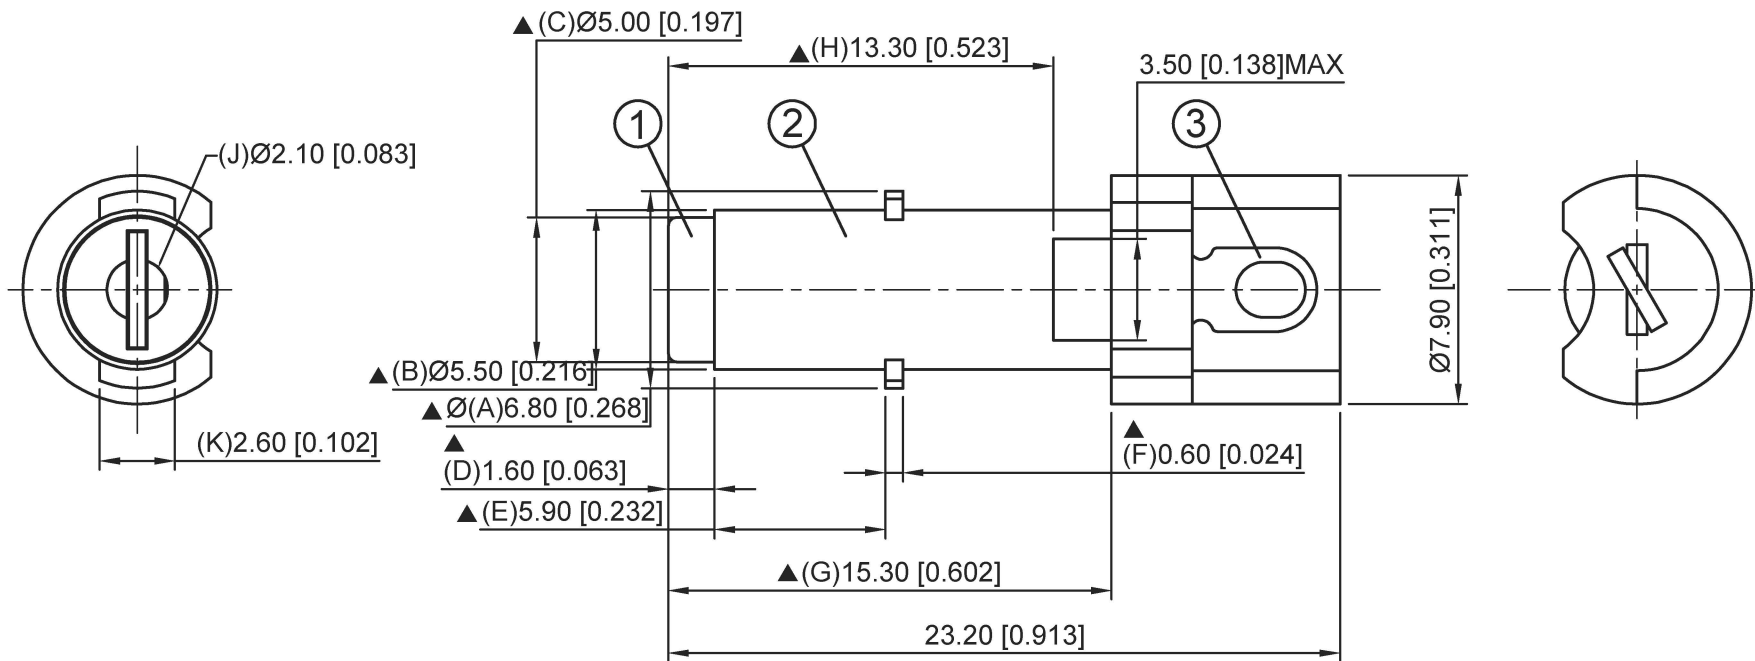 ▲(C)Ø5.00 [0.197]
▲(H)13.30 [0.523]
3.50 [0.138]MAX
1
2
3
(J)Ø2.10 [0.083]
Ø7.90 [0.311]
▲(B)Ø5.50 [0.216]
▲Ø(A)6.80 [0.268]
(K)2.60 [0.102]
▲
(D)1.60 [0.063]
▲
(F)0.60 [0.024]
▲(E)5.90 [0.232]
▲(G)15.30 [0.602]
23.20 [0.913]